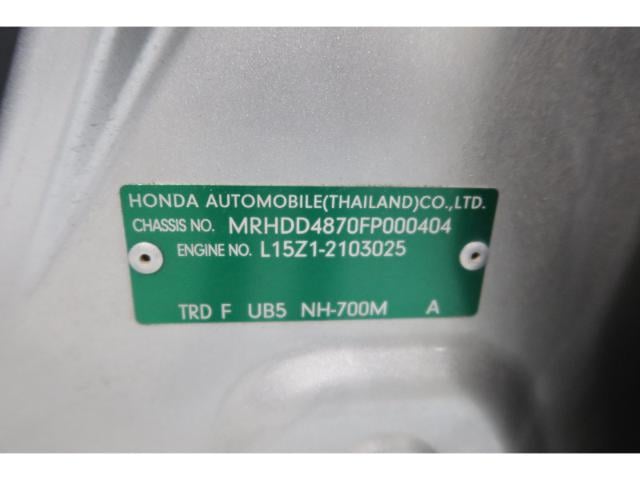 HONDA AUTOMOBILE(THAILAND)CO.,LTD.
CHASSIS NO. MRHDD4870FP000404
ENGINE NO. L15Z1-2103025
TRD F UB5 NH-700M A